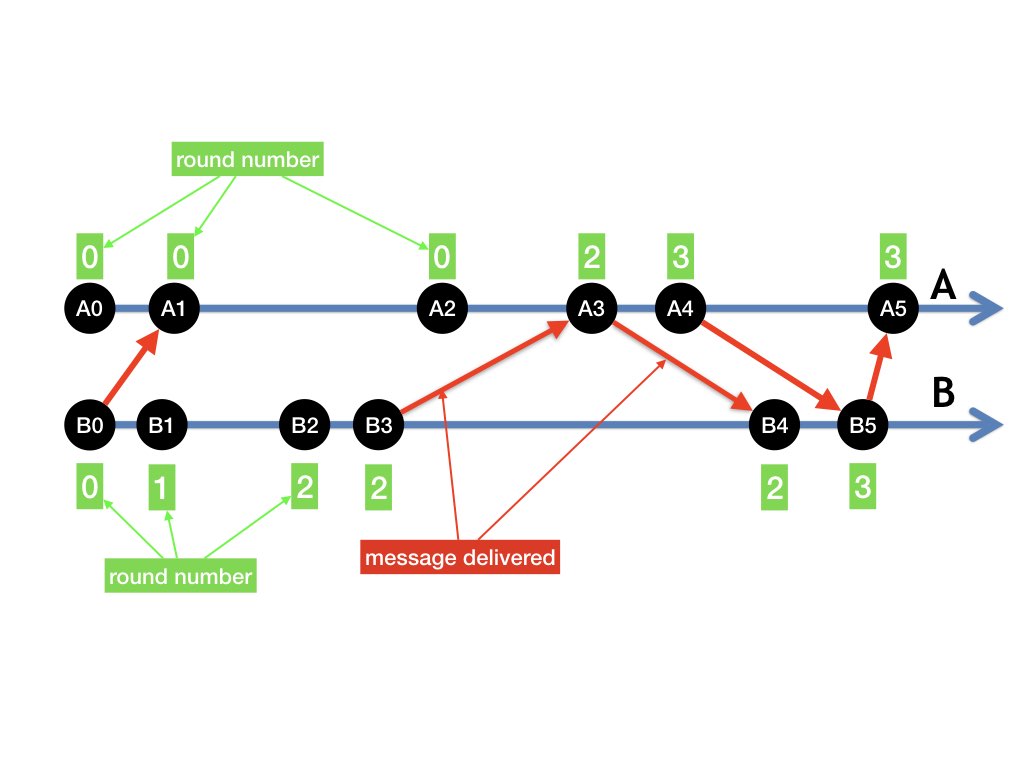 round number
0 0 0 2 3 3
A0 A1 A2 A3 A4 A5 A
B0 B1 B2 B3 B4 B5 B
0 1 2 2 2 3
message delivered
round number